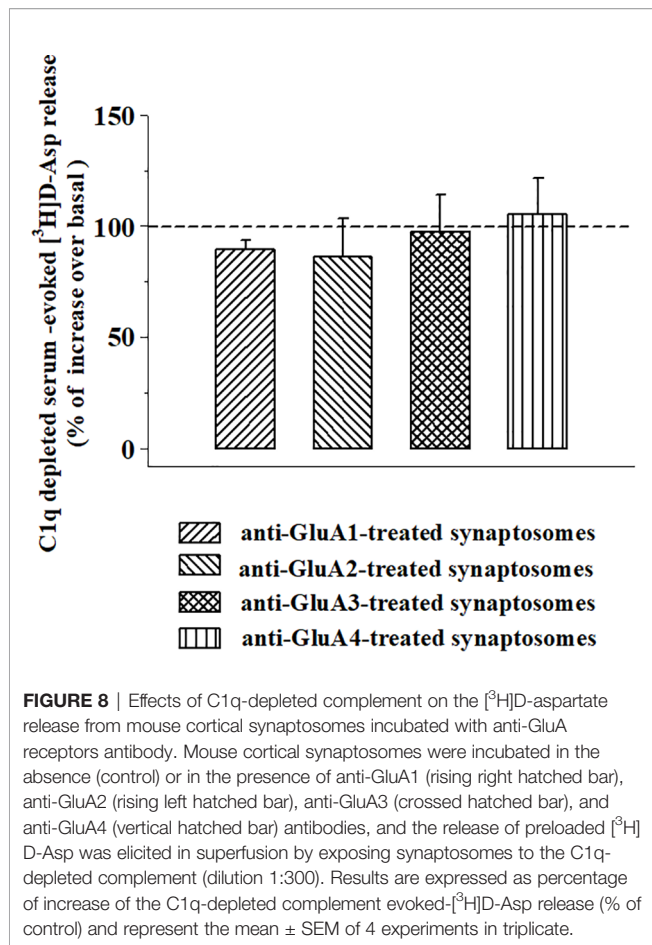 C1q depleted serum -evoked [³H]D-Asp release
(% of increase over basal )
150
100
50
0
anti-GluA1-treated synaptosomes
anti-GluA2-treated synaptosomes
anti-GluA3-treated synaptosomes
anti-GluA4-treated synaptosomes
FIGURE 8 | Effects of C1q-depleted complement on the [³H]D-aspartate
release from mouse cortical synaptosomes incubated with anti-GluA
receptors antibody. Mouse cortical synaptosomes were incubated in the
absence (control) or in the presence of anti-GluA1 (rising right hatched bar),
anti-GluA2 (rising left hatched bar), anti-GluA3 (crossed hatched bar), and
anti-GluA4 (vertical hatched bar) antibodies, and the release of preloaded [³H]
D-Asp was elicited in superfusion by exposing synaptosomes to the C1q-
depleted complement (dilution 1:300). Results are expressed as percentage
of increase of the C1q-depleted complement evoked-[³H]D-Asp release (% of
control) and represent the mean ± SEM of 4 experiments in triplicate.